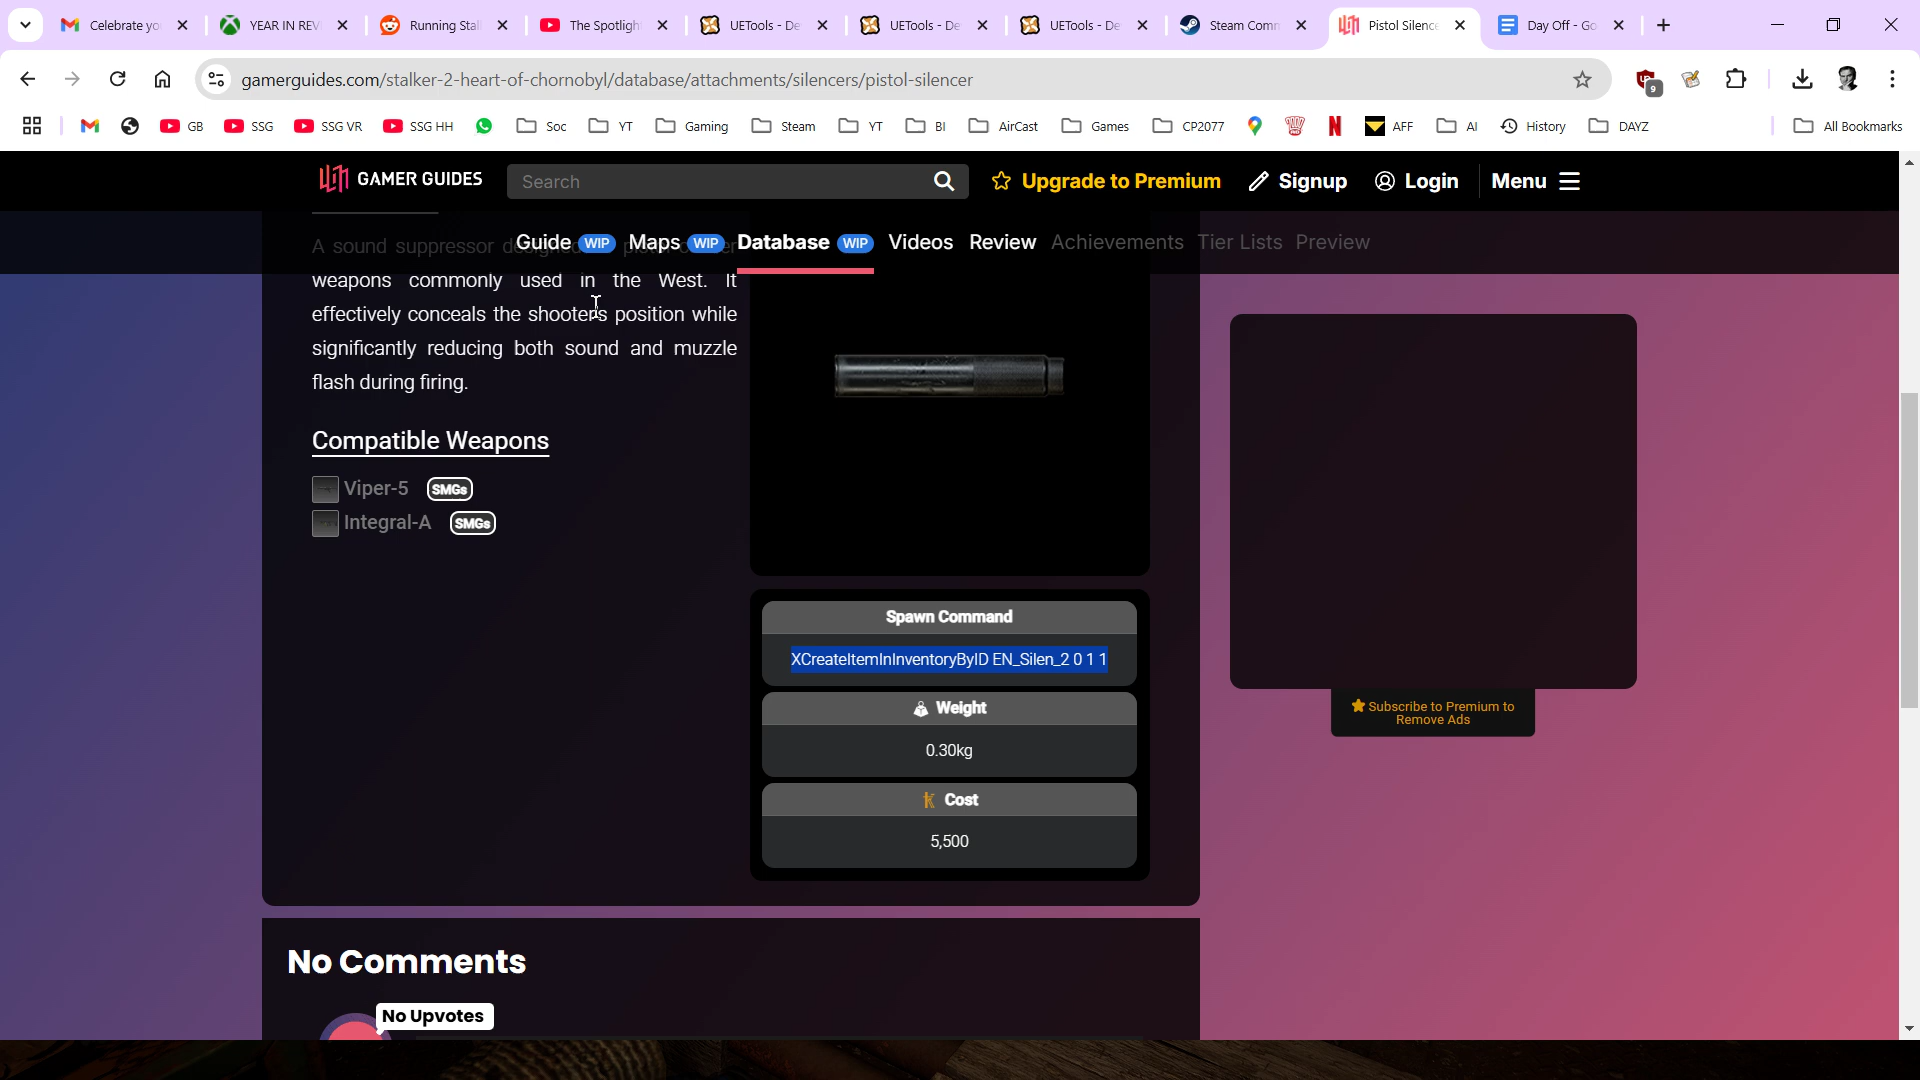 Celebrate yo
YEAR IN REV
Running Stal
The Spotligh
UETools - De
UETools - De
UETools - De
Steam Comm
Pistol Silence
Day Off - Go
gamerguides.com/stalker-2-heart-of-chornobyl/database/attachments/silencers/pistol-silencer
9
GB
SSG
SSG VR
SSG HH
Soc
YT
Gaming
Steam
YT
BI
AirCast
Games
CP2077
AFF
AI
History
DAYZ
All Bookmarks
GAMER GUIDES
Search
Upgrade to Premium
Signup
Login
Menu
Guide WIP Maps WIP Database WIP Videos Review Achievements Tier Lists Preview
A sound suppressor
weapons commonly used in the West. It
effectively conceals the shooter's position while
significantly reducing both sound and muzzle
flash during firing.
Compatible Weapons
Viper-5 SMGs
Integral-A SMGs
Spawn Command
XCreateItemInInventoryByID EN_Silen_2 0 1 1
Weight
0.30kg
Cost
5,500
Subscribe to Premium to
Remove Ads
No Comments
No Upvotes